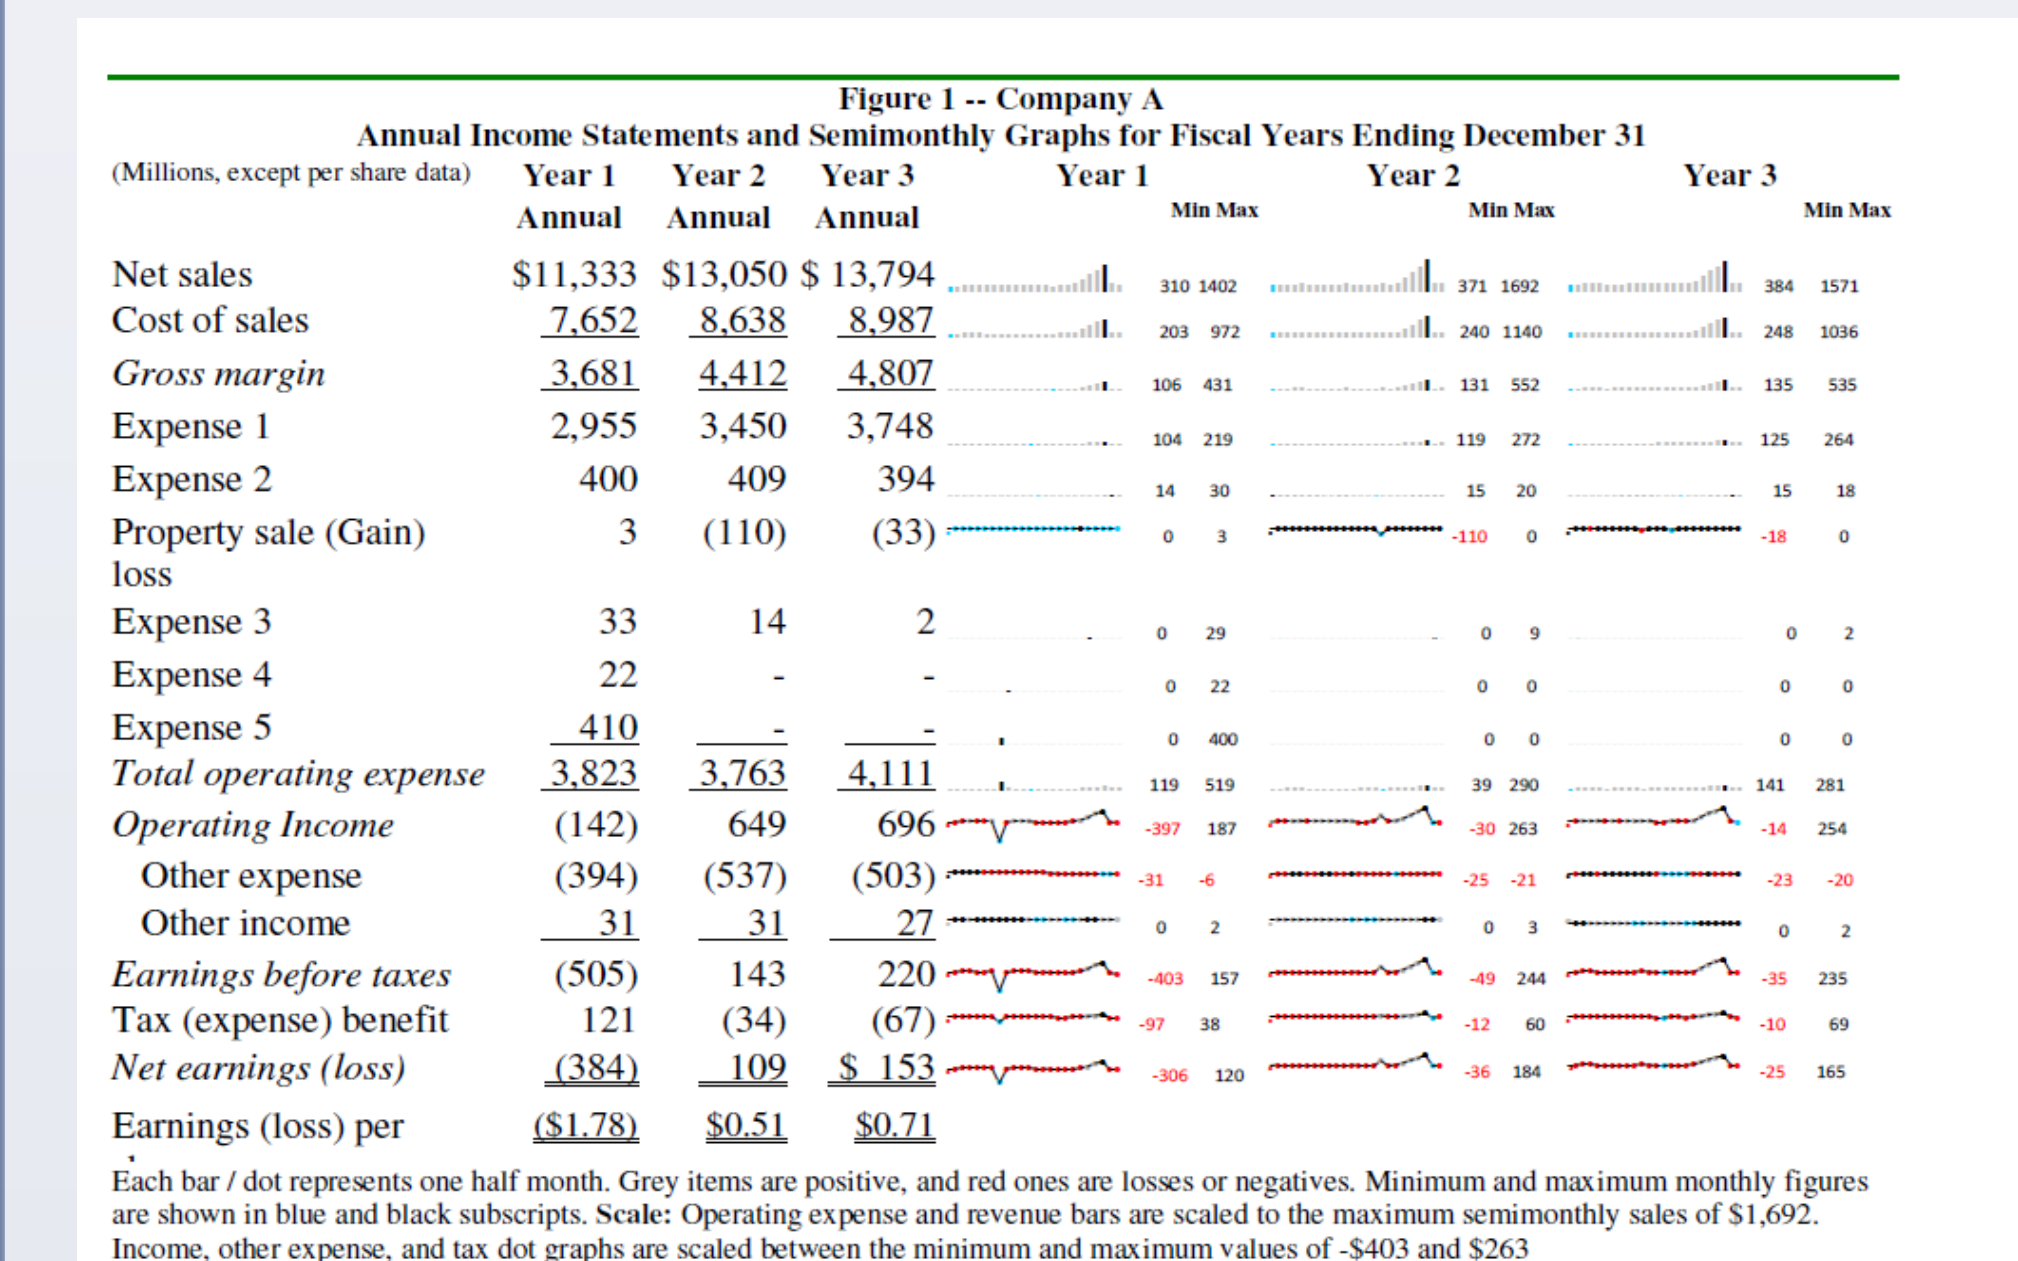 Figure 1 -- Company A
Annual Income Statements and Semimonthly Graphs for Fiscal Years Ending December 31
(Millions, except per share data) Year 1 Year 2 Year 3 Year 1 Year 2 Year 3
Annual Annual Annual Min Max Min Max Min Max
Net sales $11,333 $13,050 $ 13,794 310 1402 371 1692 384 1571
Cost of sales 7,652 8,638 8,987 203 972 240 1140 248 1036
Gross margin 3,681 4,412 4,807 106 431 131 552 135 535
Expense 1 2,955 3,450 3,748 104 219 119 272 125 264
Expense 2 400 409 394 14 30 15 20 15 18
Property sale (Gain) 3 (110) (33) 0 3 -110 0 -18 0
loss
Expense 3 33 14 2 0 29 0 9 0 2
Expense 4 22 - - 0 22 0 0 0 0
Expense 5 410 - - 0 400 0 0 0 0
Total operating expense 3,823 3,763 4,111 119 519 39 290 141 281
Operating Income (142) 649 696 -397 187 -30 263 -14 254
Other expense (394) (537) (503) -31 -6 -25 -21 -23 -20
Other income 31 31 27 0 2 0 3 0 2
Earnings before taxes (505) 143 220 -403 157 -49 244 -35 235
Tax (expense) benefit 121 (34) (67) -97 38 -12 60 -10 69
Net earnings (loss) (384) 109 $ 153 -306 120 -36 184 -25 165
Earnings (loss) per ($1.78) $0.51 $0.71
Each bar / dot represents one half month. Grey items are positive, and red ones are losses or negatives. Minimum and maximum monthly figures
are shown in blue and black subscripts. Scale: Operating expense and revenue bars are scaled to the maximum semimonthly sales of $1,692.
Income, other expense, and tax dot graphs are scaled between the minimum and maximum values of -$403 and $263